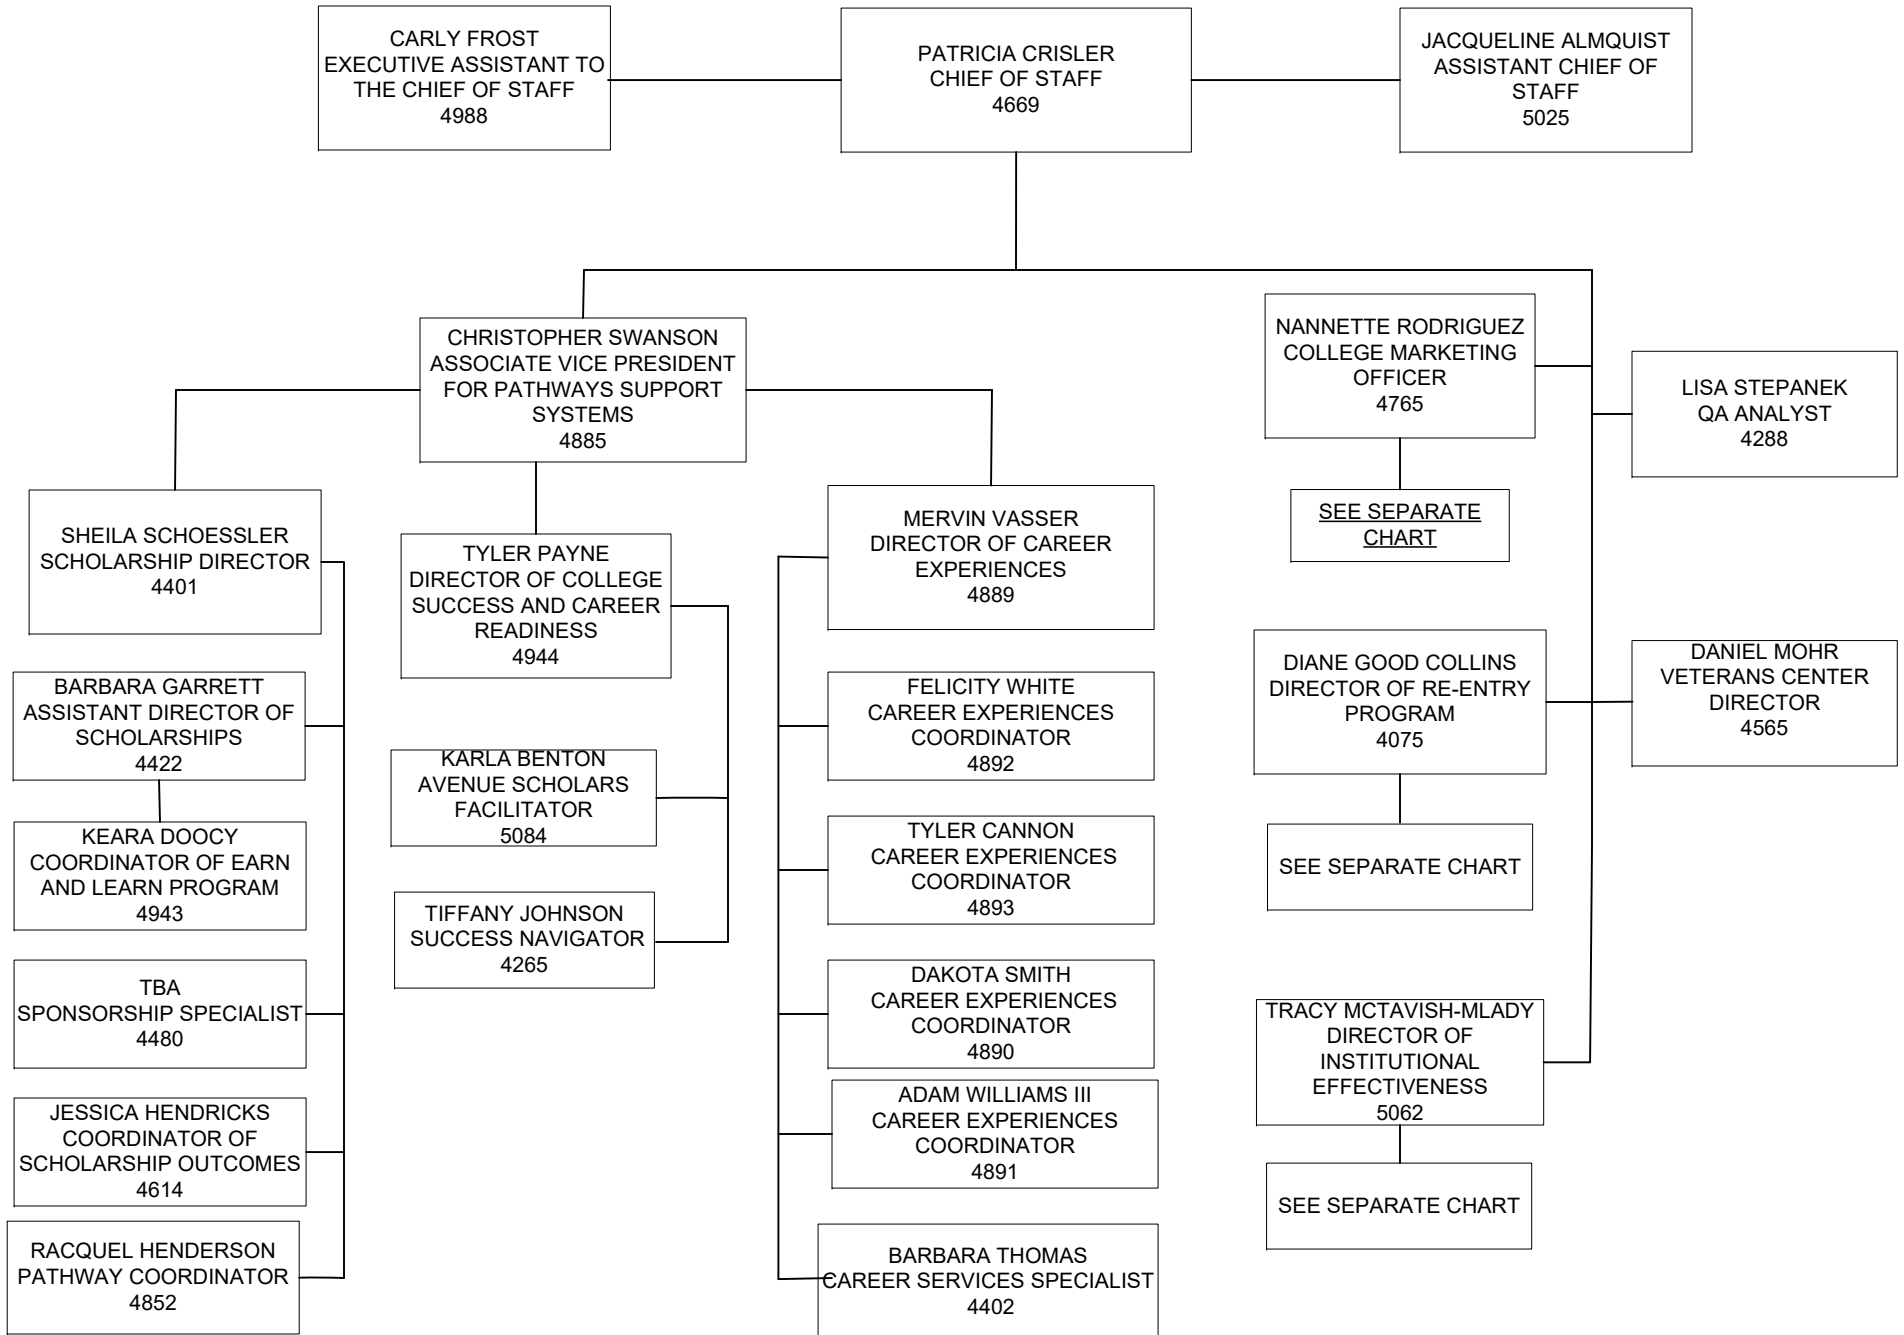 CARLY FROST
EXECUTIVE ASSISTANT TO
THE CHIEF OF STAFF
4988
PATRICIA CRISLER
CHIEF OF STAFF
4669
JACQUELINE ALMQUIST
ASSISTANT CHIEF OF
STAFF
5025
CHRISTOPHER SWANSON
ASSOCIATE VICE PRESIDENT
FOR PATHWAYS SUPPORT
SYSTEMS
4885
NANNETTE RODRIGUEZ
COLLEGE MARKETING
OFFICER
4765
SEE SEPARATE
CHART
LISA STEPANEK
QA ANALYST
4288
SHEILA SCHOESSLER
SCHOLARSHIP DIRECTOR
4401
BARBARA GARRETT
ASSISTANT DIRECTOR OF
SCHOLARSHIPS
4422
KEARA DOOCY
COORDINATOR OF EARN
AND LEARN PROGRAM
4943
TBA
SPONSORSHIP SPECIALIST
4480
JESSICA HENDRICKS
COORDINATOR OF
SCHOLARSHIP OUTCOMES
4614
RACQUEL HENDERSON
PATHWAY COORDINATOR
4852
TYLER PAYNE
DIRECTOR OF COLLEGE
SUCCESS AND CAREER
READINESS
4944
KARLA BENTON
AVENUE SCHOLARS
FACILITATOR
5084
TIFFANY JOHNSON
SUCCESS NAVIGATOR
4265
MERVIN VASSER
DIRECTOR OF CAREER
EXPERIENCES
4889
FELICITY WHITE
CAREER EXPERIENCES
COORDINATOR
4892
TYLER CANNON
CAREER EXPERIENCES
COORDINATOR
4893
DAKOTA SMITH
CAREER EXPERIENCES
COORDINATOR
4890
ADAM WILLIAMS III
CAREER EXPERIENCES
COORDINATOR
4891
BARBARA THOMAS
CAREER SERVICES SPECIALIST
4402
DIANE GOOD COLLINS
DIRECTOR OF RE-ENTRY
PROGRAM
4075
SEE SEPARATE CHART
DANIEL MOHR
VETERANS CENTER
DIRECTOR
4565
TRACY MCTAVISH-MLADY
DIRECTOR OF
INSTITUTIONAL
EFFECTIVENESS
5062
SEE SEPARATE CHART